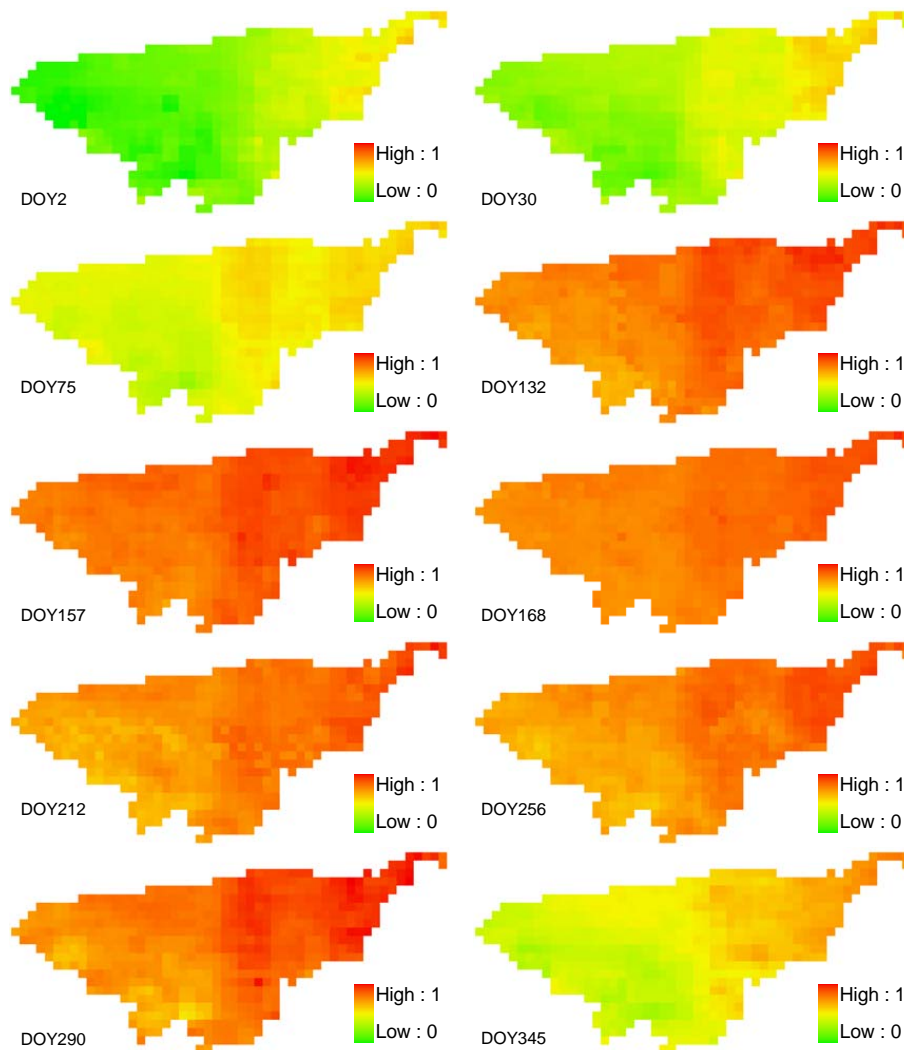 High : 1
Low : 0
DOY2
High : 1
Low : 0
DOY30
High : 1
Low : 0
DOY75
High : 1
Low : 0
DOY132
High : 1
Low : 0
DOY157
High : 1
Low : 0
DOY168
High : 1
Low : 0
DOY212
High : 1
Low : 0
DOY256
High : 1
Low : 0
DOY290
High : 1
Low : 0
DOY345